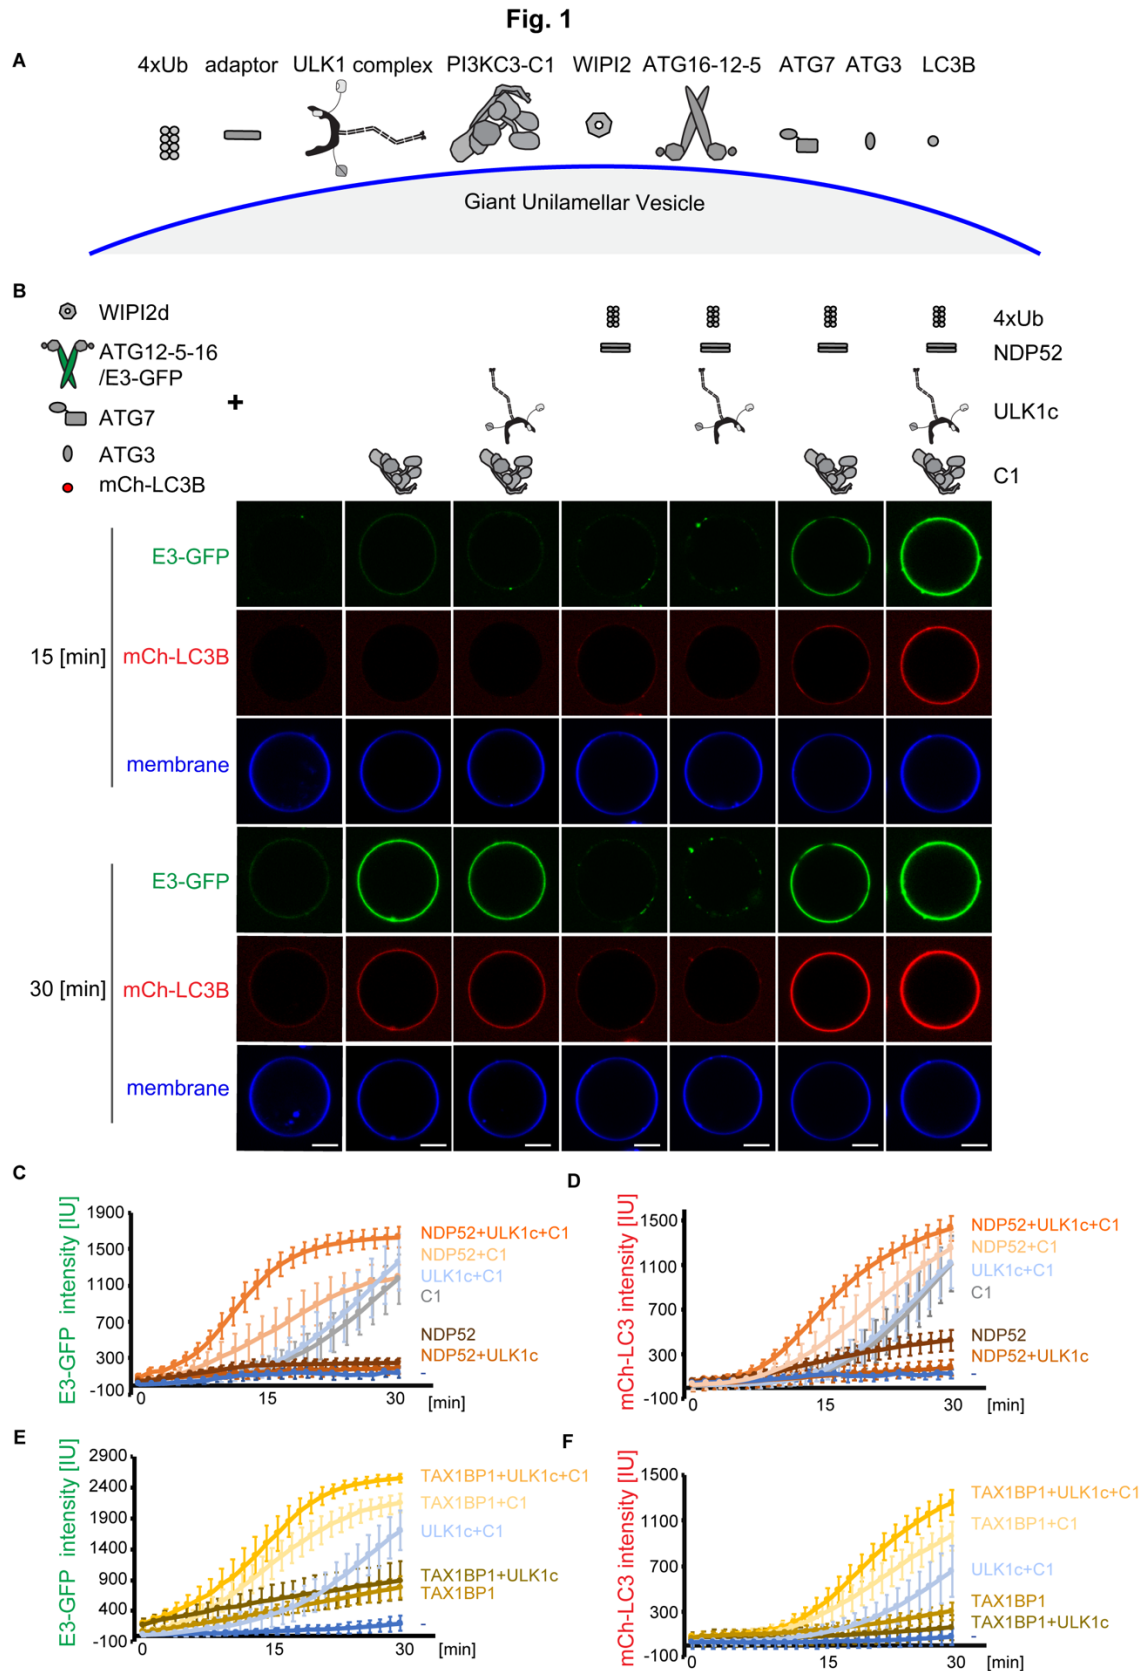 Fig. 1
A
4xUb adaptor ULK1 complex PI3KC3-C1 WIPI2 ATG16-12-5 ATG7 ATG3 LC3B
Giant Unilamellar Vesicle
B
WIPI2d
ATG12-5-16
/E3-GFP
ATG7
ATG3
mCh-LC3B
+
4xUb
NDP52
ULK1c
C1
15 [min]
E3-GFP
mCh-LC3B
membrane
30 [min]
E3-GFP
mCh-LC3B
membrane
C
E3-GFP intensity [IU]
1900
1500
1100
700
300
-100
0 15 30 [min]
NDP52+ULK1c+C1
NDP52+C1
ULK1c+C1
C1
NDP52
NDP52+ULK1c
-
D
mCh-LC3 intensity [IU]
1500
1100
700
300
-100
0 15 30 [min]
NDP52+ULK1c+C1
NDP52+C1
ULK1c+C1
C1
NDP52
NDP52+ULK1c
-
E
E3-GFP intensity [IU]
2900
2400
1900
1400
900
400
-100
0 15 30 [min]
TAX1BP1+ULK1c+C1
TAX1BP1+C1
ULK1c+C1
TAX1BP1+ULK1c
TAX1BP1
-
F
mCh-LC3 intensity [IU]
1500
1100
700
300
-100
0 15 30 [min]
TAX1BP1+ULK1c+C1
TAX1BP1+C1
ULK1c+C1
TAX1BP1
TAX1BP1+ULK1c
-